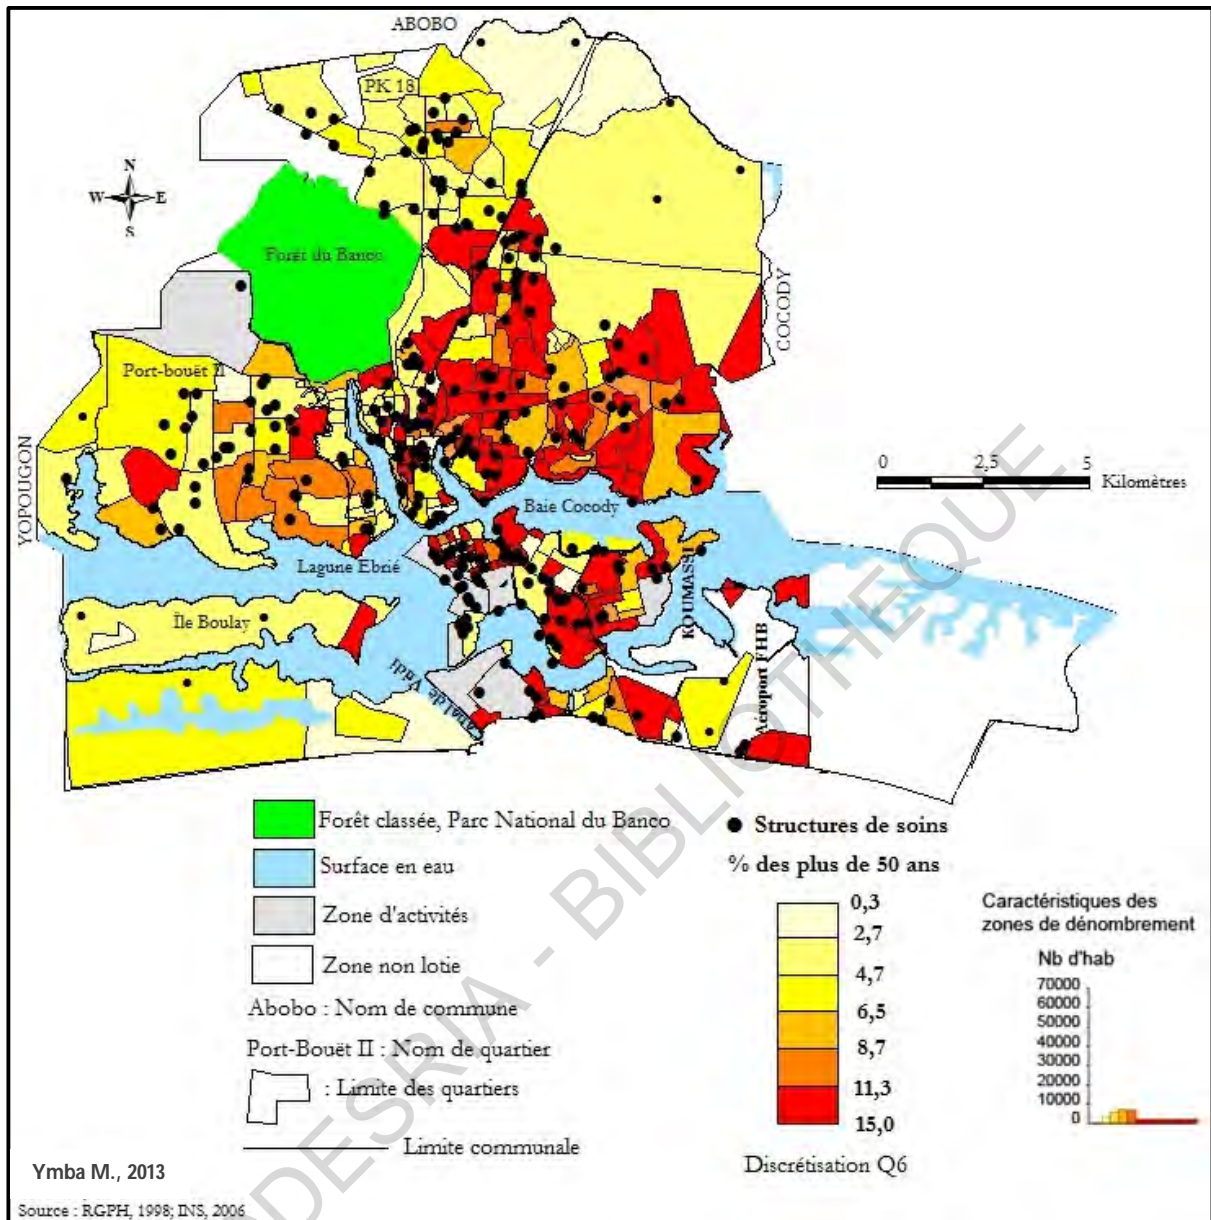 ABOBO
PK 18
N
W E
S
Forêt du Banco
COCODY
Port-bouët II
YOPOUGON
0 2,5 5
Kilomètres
Baie Cocody
Lagune Ebrié
KOUMASSI
Île Boulay
Aéroport FHB
Canal de Vridi
Forêt classée, Parc National du Banco
Surface en eau
Zone d'activités
Zone non lotie
Abobo : Nom de commune
Port-Bouët II : Nom de quartier
: Limite des quartiers
Limite communale
Structures de soins
% des plus de 50 ans
0,3
2,7
4,7
6,5
8,7
11,3
15,0
Discrétisation Q6
Caractéristiques des
zones de dénombrement
Nb d'hab
70000
60000
50000
40000
30000
20000
10000
0
Ymba M., 2013
Source : RGPH, 1998; INS, 2006
CODESRIA - BIBLIOTHEQUE